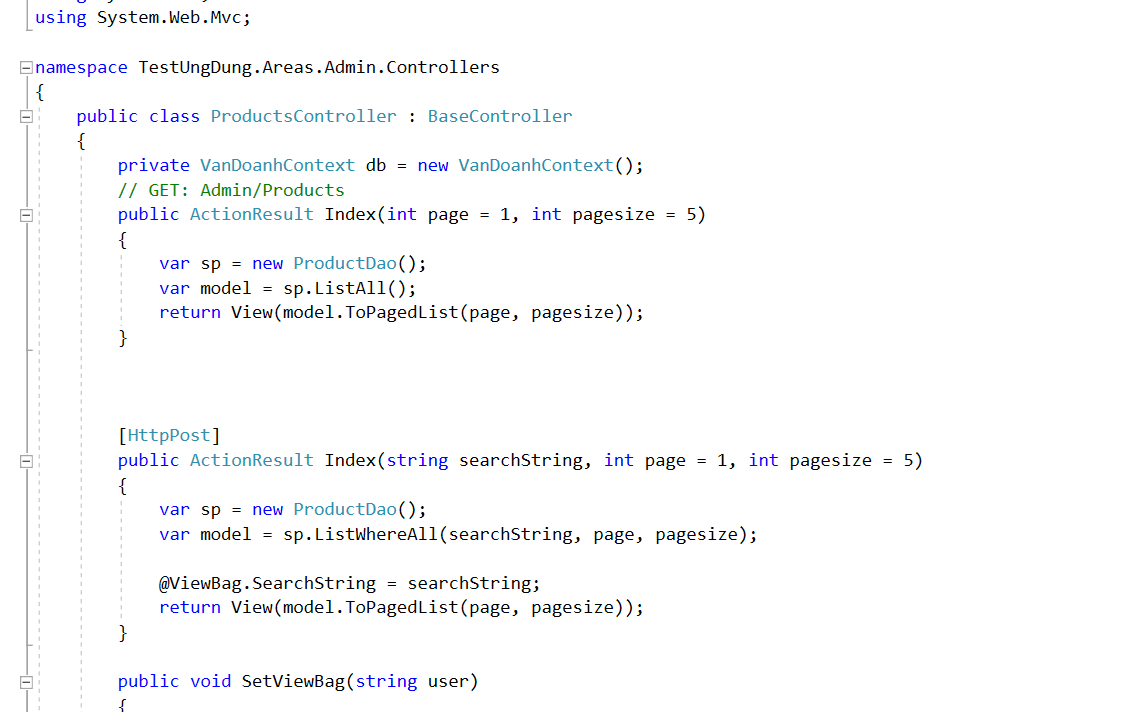 using System.Web.Mvc;
namespace TestUngDung.Areas.Admin.Controllers
{
public class ProductsController : BaseController
{
private VanDoanhContext db = new VanDoanhContext();
// GET: Admin/Products
public ActionResult Index(int page = 1, int pagesize = 5)
{
var sp = new ProductDao();
var model = sp.ListAll();
return View(model.ToPagedList(page, pagesize));
}
[HttpPost]
public ActionResult Index(string searchString, int page = 1, int pagesize = 5)
{
var sp = new ProductDao();
var model = sp.ListWhereAll(searchString, page, pagesize);
@ViewBag.SearchString = searchString;
return View(model.ToPagedList(page, pagesize));
}
public void SetViewBag(string user)
{